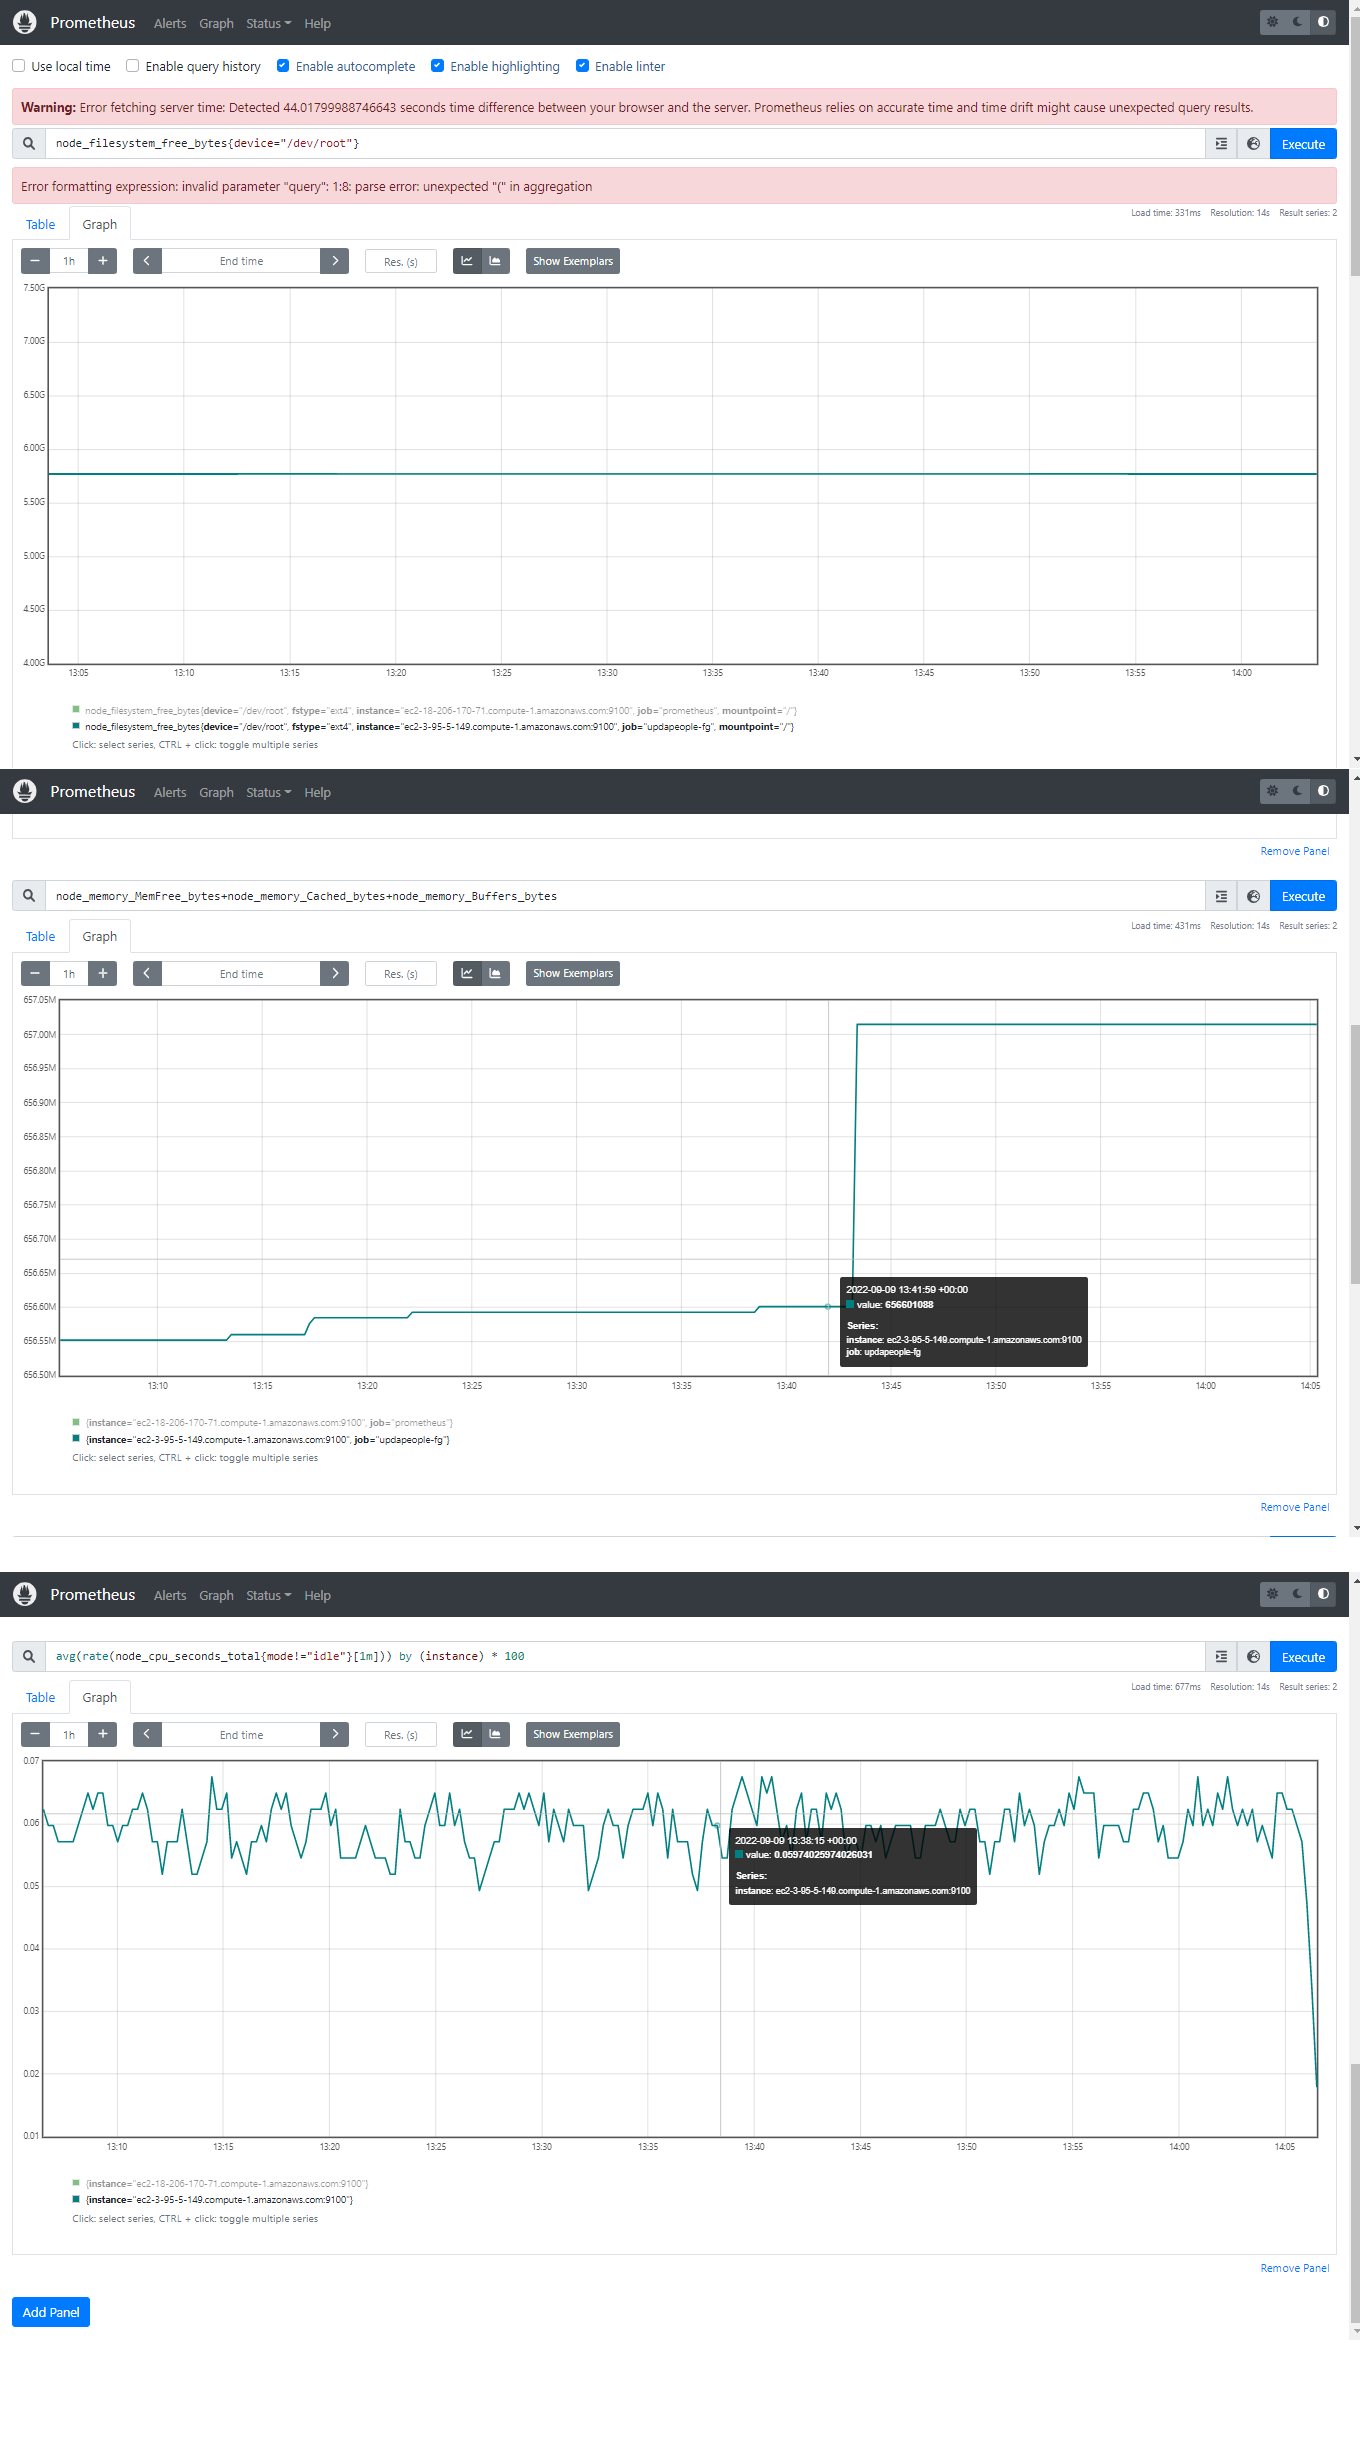 Prometheus Alerts Graph Status Help
Use local time Enable query history Enable autocomplete Enable highlighting Enable linter
Warning: Error fetching server time: Detected 44.01799988746643 seconds time difference between your browser and the server. Prometheus relies on accurate time and time drift might cause unexpected query results.
node_filesystem_free_bytes{device="/dev/root"} Execute
Error formatting expression: invalid parameter "query": 1:8: parse error: unexpected "(" in aggregation
Table Graph Load time: 331ms Resolution: 14s Result series: 2
1h End time Res. (s) Show Exemplars
7.50G
7.00G
6.50G
6.00G
5.50G
5.00G
4.50G
4.00G
13:05 13:10 13:15 13:20 13:25 13:30 13:35 13:40 13:45 13:50 13:55 14:00
node_filesystem_free_bytes{device="/dev/root", fstype="ext4", instance="ec2-18-206-170-71.compute-1.amazonaws.com:9100", job="prometheus", mountpoint="/"}
node_filesystem_free_bytes{device="/dev/root", fstype="ext4", instance="ec2-3-95-5-149.compute-1.amazonaws.com:9100", job="updapeople-fg", mountpoint="/"}
Click: select series, CTRL + click: toggle multiple series
Prometheus Alerts Graph Status Help
Remove Panel
node_memory_MemFree_bytes+node_memory_Cached_bytes+node_memory_Buffers_bytes Execute
Table Graph Load time: 431ms Resolution: 14s Result series: 2
1h End time Res. (s) Show Exemplars
657.05M
657.00M
656.95M
656.90M
656.85M
656.80M
656.75M
656.70M
656.65M
656.60M
656.55M
656.50M
2022-09-09 13:41:59 +00:00
value: 656601088
Series:
instance: ec2-3-95-5-149.compute-1.amazonaws.com:9100
job: updapeople-fg
13:10 13:15 13:20 13:25 13:30 13:35 13:40 13:45 13:50 13:55 14:00 14:05
{instance="ec2-18-206-170-71.compute-1.amazonaws.com:9100", job="prometheus"}
{instance="ec2-3-95-5-149.compute-1.amazonaws.com:9100", job="updapeople-fg"}
Click: select series, CTRL + click: toggle multiple series
Remove Panel
Prometheus Alerts Graph Status Help
avg(rate(node_cpu_seconds_total{mode!="idle"}[1m])) by (instance) * 100 Execute
Table Graph Load time: 677ms Resolution: 14s Result series: 2
1h End time Res. (s) Show Exemplars
0.07
0.06
0.05
0.04
0.03
0.02
0.01
2022-09-09 13:38:15 +00:00
value: 0.05974025974026031
Series:
instance: ec2-3-95-5-149.compute-1.amazonaws.com:9100
13:10 13:15 13:20 13:25 13:30 13:35 13:40 13:45 13:50 13:55 14:00 14:05
{instance="ec2-18-206-170-71.compute-1.amazonaws.com:9100"}
{instance="ec2-3-95-5-149.compute-1.amazonaws.com:9100"}
Click: select series, CTRL + click: toggle multiple series
Remove Panel
Add Panel